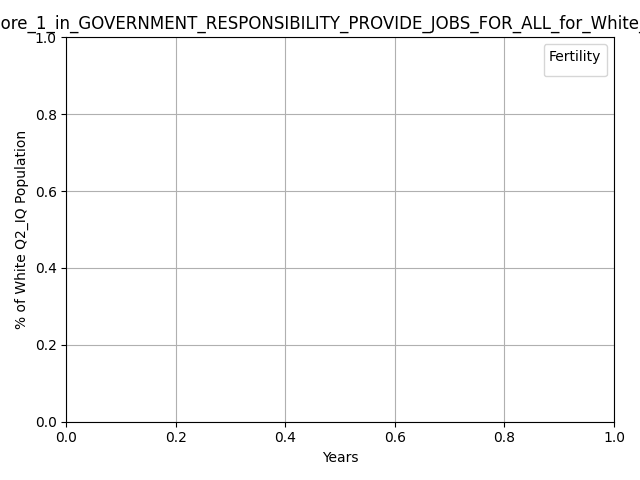 ore_1_in_GOVERNMENT_RESPONSIBILITY_PROVIDE_JOBS_FOR_ALL_for_White_
Fertility
1.0
0.8
0.6
0.4
0.2
0.0
% of White Q2_IQ Population
0.0 0.2 0.4 0.6 0.8 1.0
Years